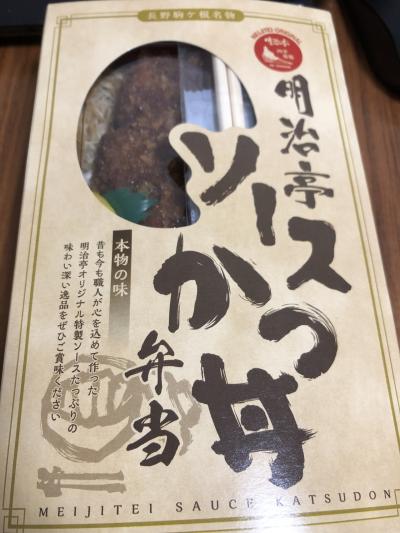 長野駒ヶ根名物
MEIJITEI ORIGINAL
明治亭
ソースかつ丼
弁当
本物の味
昔も今も職人が心を込めて作った
明治亭オリジナル特製ソースたっぷりの
味わい深い逸品をぜひご賞味ください
MEIJITEI SAUCE KATSUDON